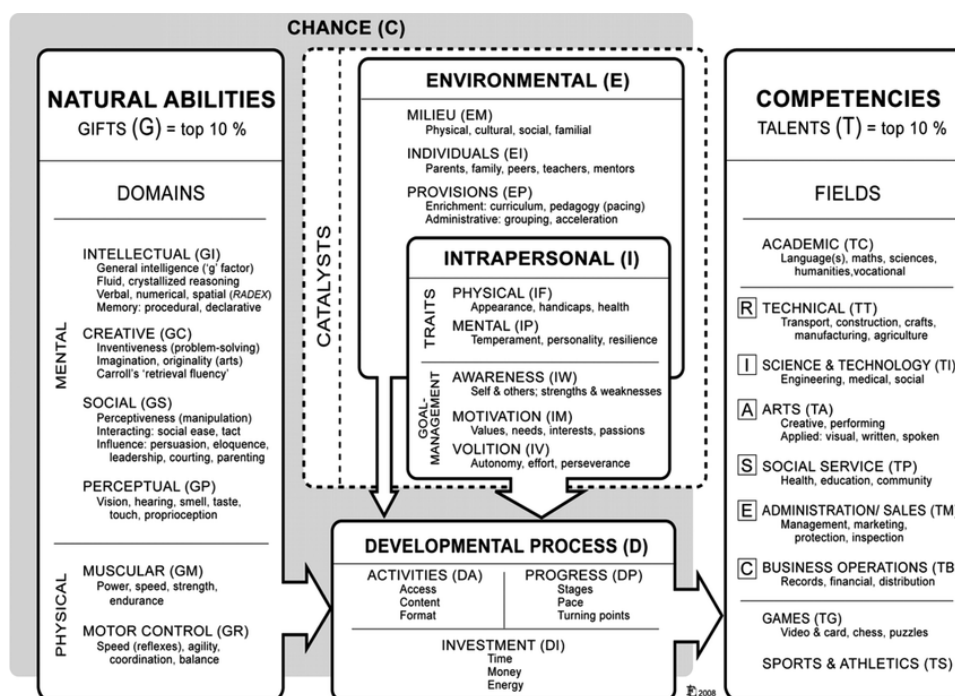 CHANCE (C)
NATURAL ABILITIES
GIFTS (G) = top 10 %
DOMAINS
MENTAL
INTELLECTUAL (GI)
General intelligence ('g' factor)
Fluid, crystallized reasoning
Verbal, numerical, spatial (RADEX)
Memory: procedural, declarative
CREATIVE (GC)
Inventiveness (problem-solving)
Imagination, originality (arts)
Carroll's 'retrieval fluency'
SOCIAL (GS)
Perceptiveness (manipulation)
Interacting: social ease, tact
Influence: persuasion, eloquence,
leadership, courting, parenting
PERCEPTUAL (GP)
Vision, hearing, smell, taste,
touch, proprioception
PHYSICAL
MUSCULAR (GM)
Power, speed, strength,
endurance
MOTOR CONTROL (GR)
Speed (reflexes), agility,
coordination, balance
CATALYSTS
ENVIRONMENTAL (E)
MILIEU (EM)
Physical, cultural, social, familial
INDIVIDUALS (EI)
Parents, family, peers, teachers, mentors
PROVISIONS (EP)
Enrichment: curriculum, pedagogy (pacing)
Administrative: grouping, acceleration
INTRAPERSONAL (I)
TRAITS
PHYSICAL (IF)
Appearance, handicaps, health
MENTAL (IP)
Temperament, personality, resilience
GOAL-
MANAGEMENT
AWARENESS (IW)
Self & others; strengths & weaknesses
MOTIVATION (IM)
Values, needs, interests, passions
VOLITION (IV)
Autonomy, effort, perseverance
DEVELOPMENTAL PROCESS (D)
ACTIVITIES (DA)
Access
Content
Format
PROGRESS (DP)
Stages
Pace
Turning points
INVESTMENT (DI)
Time
Money
Energy
2008
COMPETENCIES
TALENTS (T) = top 10 %
FIELDS
ACADEMIC (TC)
Language(s), maths, sciences,
humanities,vocational
R TECHNICAL (TT)
Transport, construction, crafts,
manufacturing, agriculture
I SCIENCE & TECHNOLOGY (TI)
Engineering, medical, social
A ARTS (TA)
Creative, performing
Applied: visual, written, spoken
S SOCIAL SERVICE (TP)
Health, education, community
E ADMINISTRATION/ SALES (TM)
Management, marketing,
protection, inspection
C BUSINESS OPERATIONS (TB)
Records, financial, distribution
GAMES (TG)
Video & card, chess, puzzles
SPORTS & ATHLETICS (TS)